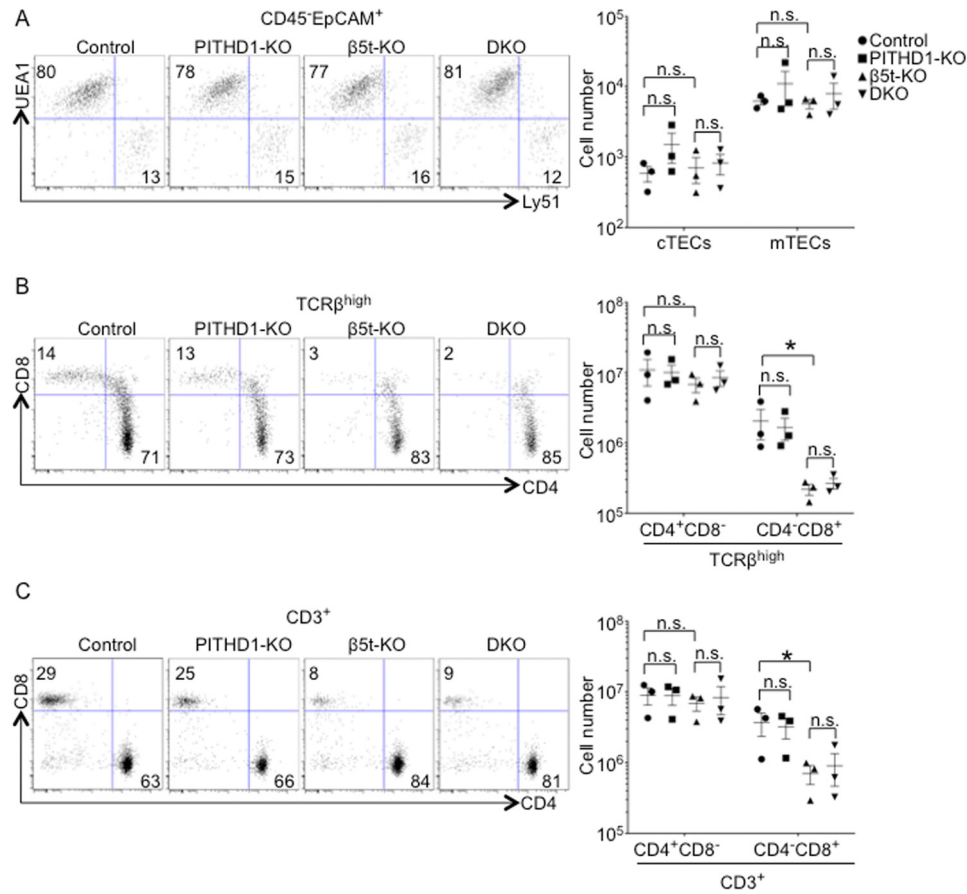 A
CD45⁻EpCAM⁺
Control PITHD1-KO β5t-KO DKO
80 78 77 81
UEA1
13 15 16 12
Ly51
10⁵
10⁴
10³
10²
Cell number
n.s. n.s. n.s. n.s. n.s. n.s.
cTECs mTECs
Control
PITHD1-KO
β5t-KO
DKO
B
TCRβʰⁱᵍʰ
Control PITHD1-KO β5t-KO DKO
14 13 3 2
CD8
71 73 83 85
CD4
10⁸
10⁷
10⁶
10⁵
Cell number
n.s. n.s. n.s. * n.s. n.s.
CD4⁺CD8⁻ CD4⁻CD8⁺
TCRβʰⁱᵍʰ
C
CD3⁺
Control PITHD1-KO β5t-KO DKO
29 25 8 9
CD8
63 66 84 81
CD4
10⁸
10⁷
10⁶
10⁵
Cell number
n.s. n.s. n.s. * n.s. n.s.
CD4⁺CD8⁻ CD4⁻CD8⁺
CD3⁺